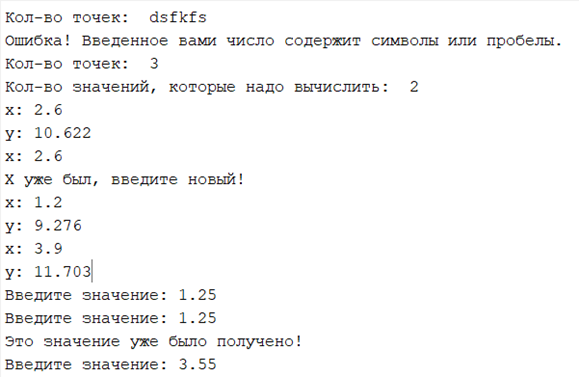 Кол-во точек:  dsfkfs
Ошибка! Введенное вами число содержит символы или пробелы.
Кол-во точек:  3
Кол-во значений, которые надо вычислить:  2
x: 2.6
y: 10.622
x: 2.6
X уже был, введите новый!
x: 1.2
y: 9.276
x: 3.9
y: 11.703
Введите значение: 1.25
Введите значение: 1.25
Это значение уже было получено!
Введите значение: 3.55